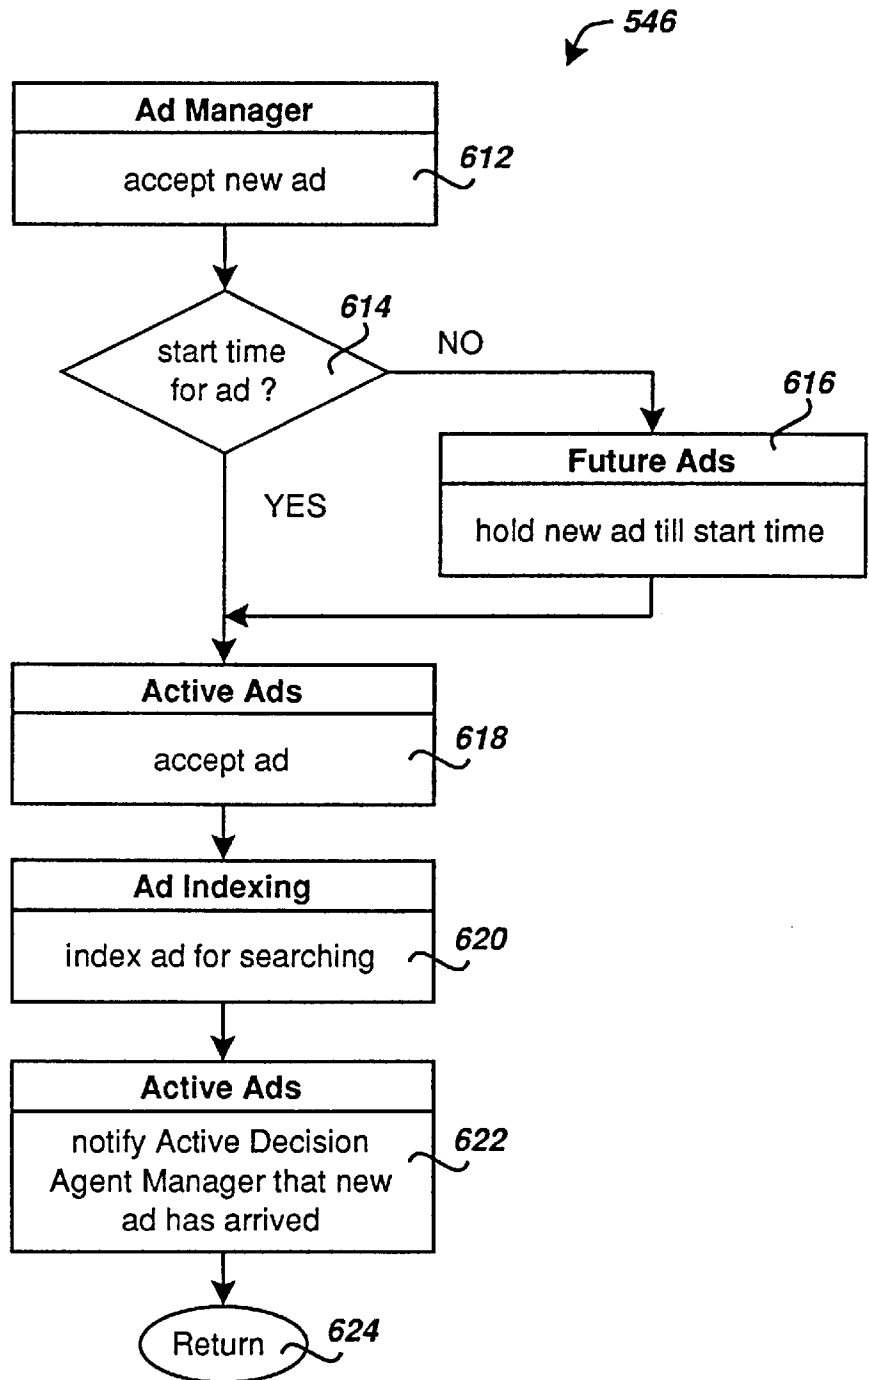 546
Ad Manager
accept new ad
612
614
start time
for ad ?
NO
616
Future Ads
hold new ad till start time
YES
Active Ads
accept ad
618
Ad Indexing
index ad for searching
620
Active Ads
notify Active Decision
Agent Manager that new
ad has arrived
622
Return
624